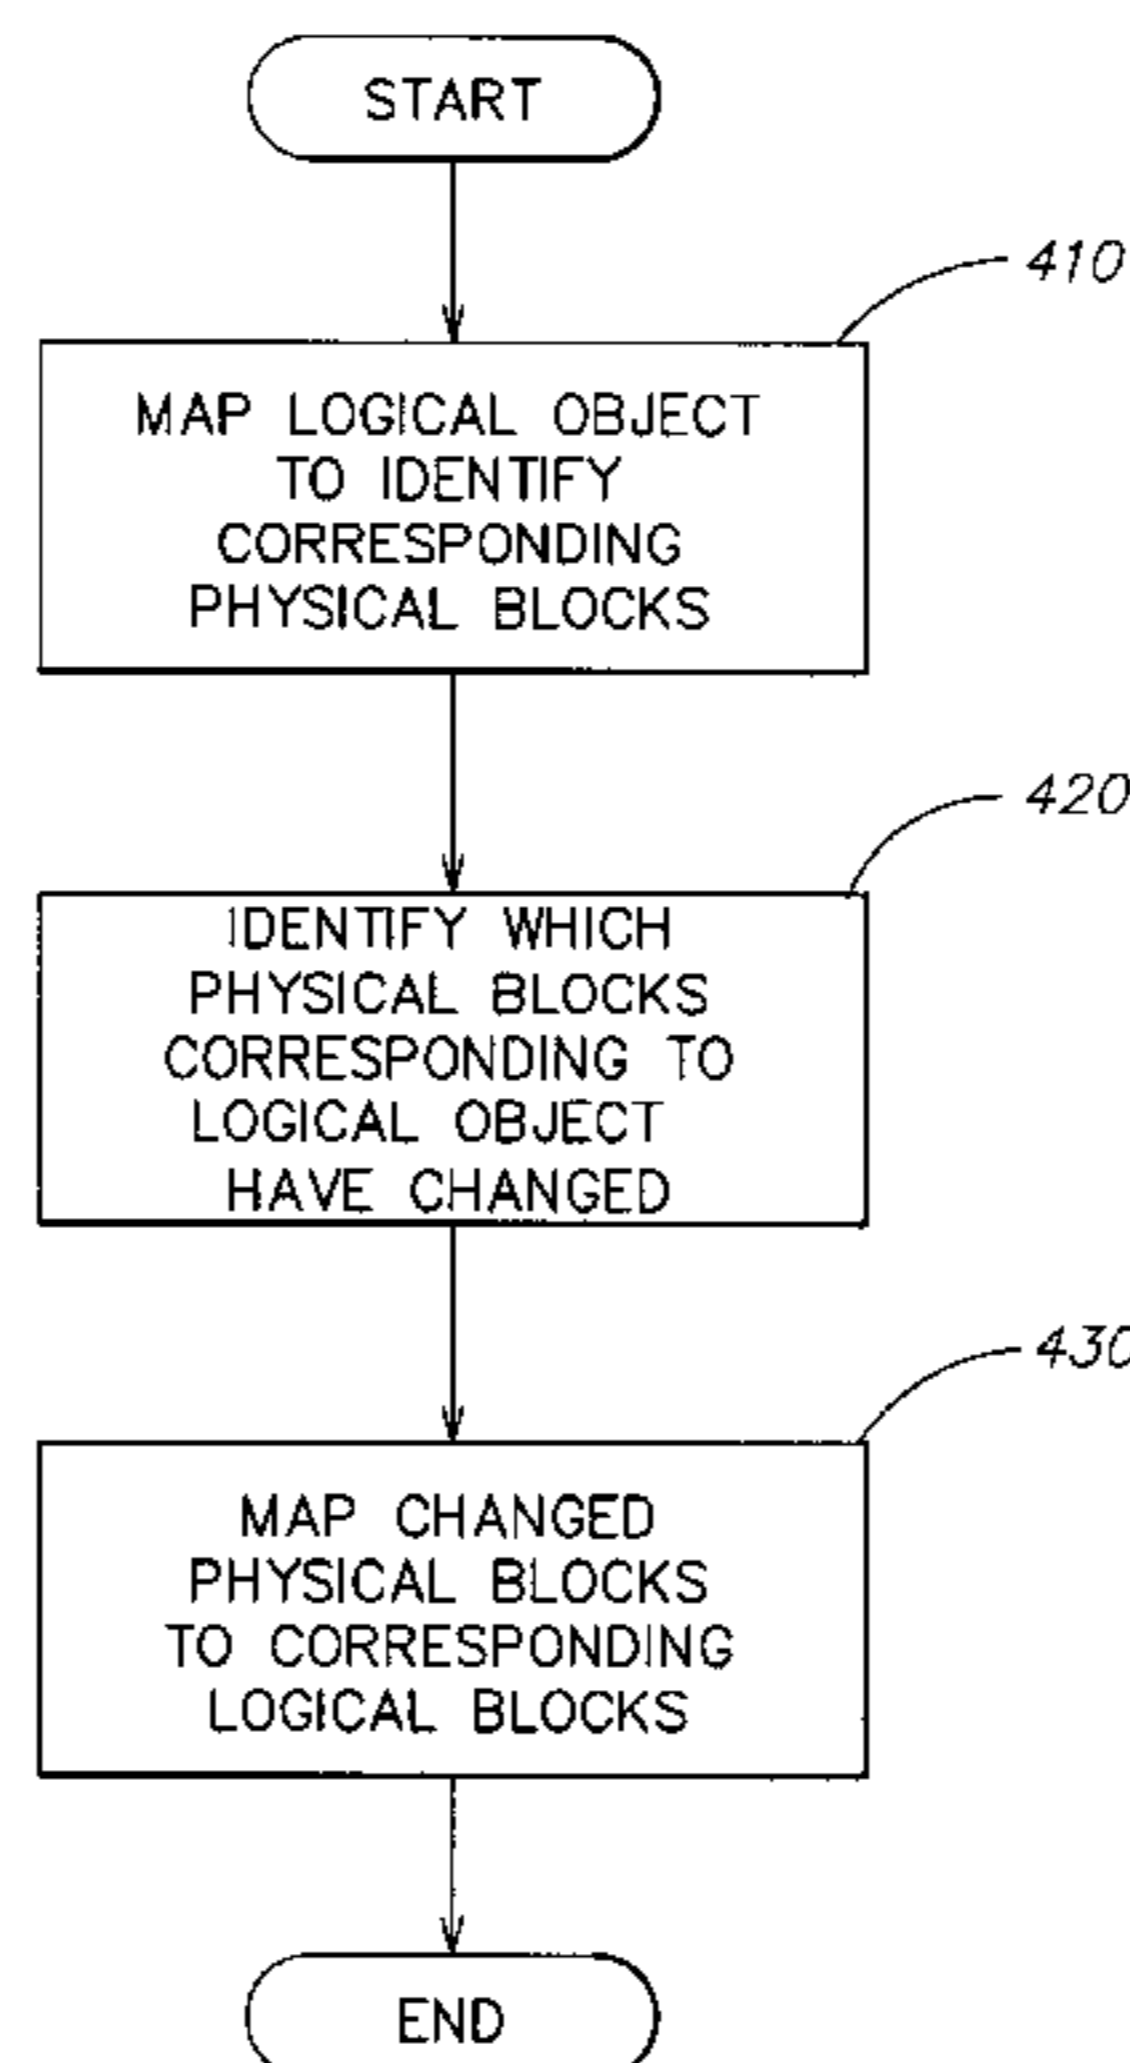 START
410
MAP LOGICAL OBJECT
TO IDENTIFY
CORRESPONDING
PHYSICAL BLOCKS
420
IDENTIFY WHICH
PHYSICAL BLOCKS
CORRESPONDING TO
LOGICAL OBJECT
HAVE CHANGED
430
MAP CHANGED
PHYSICAL BLOCKS
TO CORRESPONDING
LOGICAL BLOCKS
END